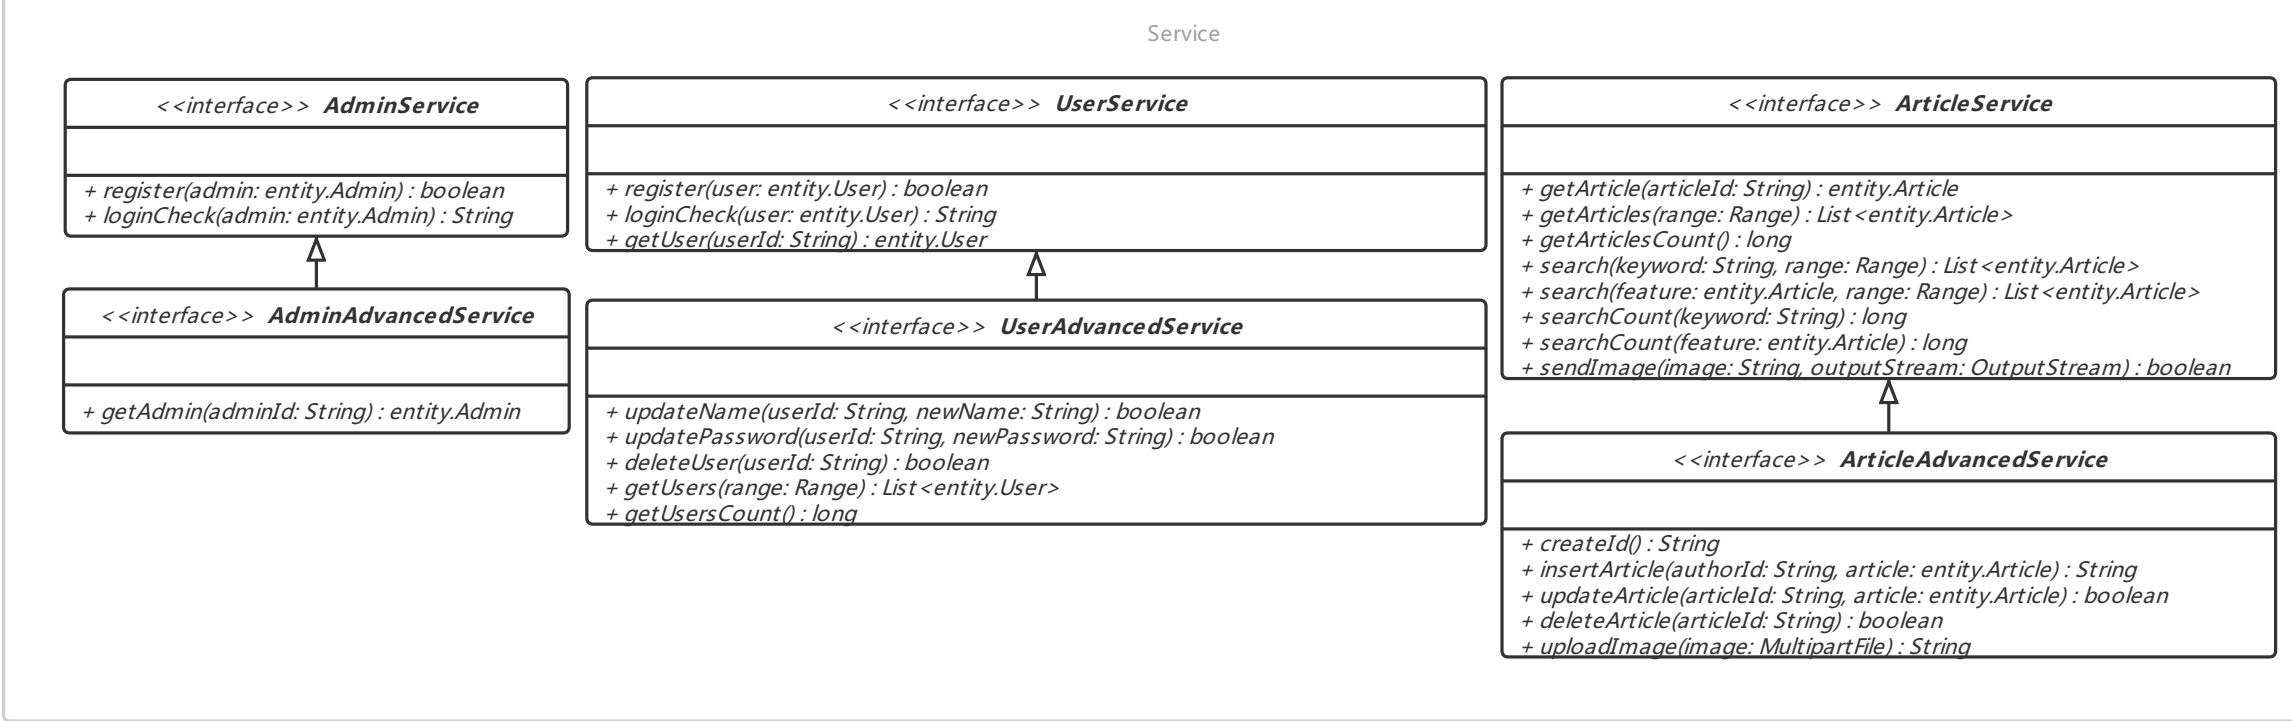 Service
<<interface>> AdminService
+ register(admin: entity.Admin) : boolean
+ loginCheck(admin: entity.Admin) : String
<<interface>> AdminAdvancedService
+ getAdmin(adminId: String) : entity.Admin
<<interface>> UserService
+ register(user: entity.User) : boolean
+ loginCheck(user: entity.User) : String
+ getUser(userId: String) : entity.User
<<interface>> UserAdvancedService
+ updateName(userId: String, newName: String) : boolean
+ updatePassword(userId: String, newPassword: String) : boolean
+ deleteUser(userId: String) : boolean
+ getUsers(range: Range) : List<entity.User>
+ getUsersCount() : long
<<interface>> ArticleService
+ getArticle(articleId: String) : entity.Article
+ getArticles(range: Range) : List<entity.Article>
+ getArticlesCount() : long
+ search(keyword: String, range: Range) : List<entity.Article>
+ search(feature: entity.Article, range: Range) : List<entity.Article>
+ searchCount(keyword: String) : long
+ searchCount(feature: entity.Article) : long
+ sendImage(image: String, outputStream: OutputStream) : boolean
<<interface>> ArticleAdvancedService
+ createId() : String
+ insertArticle(authorId: String, article: entity.Article) : String
+ updateArticle(articleId: String, article: entity.Article) : boolean
+ deleteArticle(articleId: String) : boolean
+ uploadImage(image: MultipartFile) : String